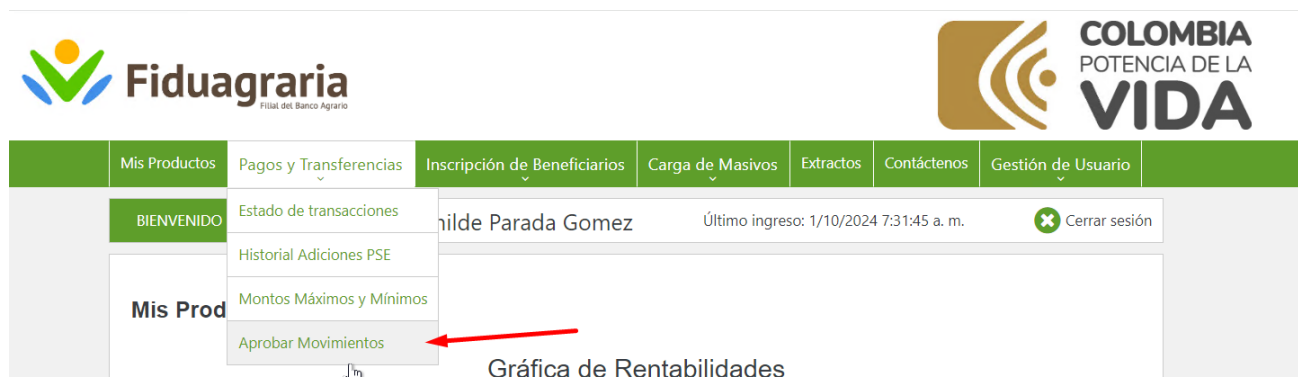 Fiduagraria
Filial del Banco Agrario
COLOMBIA
POTENCIA DE LA
VIDA
Mis Productos Pagos y Transferencias Inscripción de Beneficiarios Carga de Masivos Extractos Contáctenos Gestión de Usuario
BIENVENIDO Parada Gomez Último ingreso: 1/10/2024 7:31:45 a. m. Cerrar sesión
Estado de transacciones
Historial Adiciones PSE
Montos Máximos y Mínimos
Aprobar Movimientos
Mis Prod
Gráfica de Rentabilidades